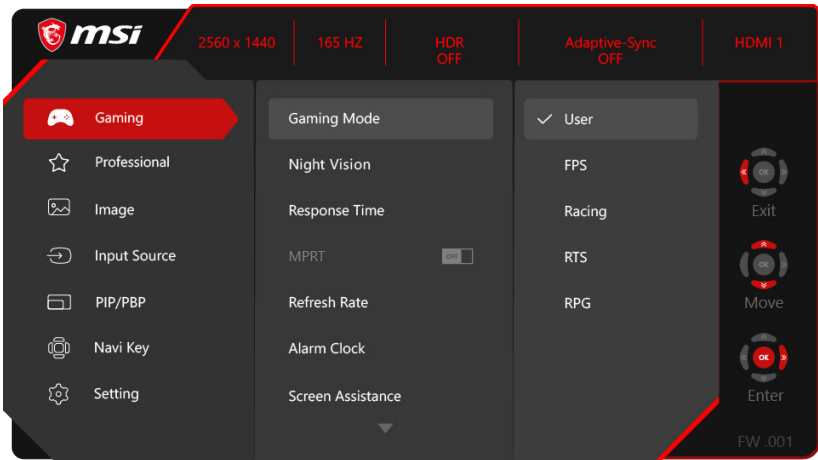 msi
2560 x 1440
165 HZ
HDR
OFF
Adaptive-Sync
OFF
HDMI 1
Gaming
Professional
Image
Input Source
PIP/PBP
Navi Key
Setting
Gaming Mode
Night Vision
Response Time
MPRT
OFF
Refresh Rate
Alarm Clock
Screen Assistance
User
FPS
Racing
RTS
RPG
OK
Exit
OK
Move
OK
Enter
FW .001